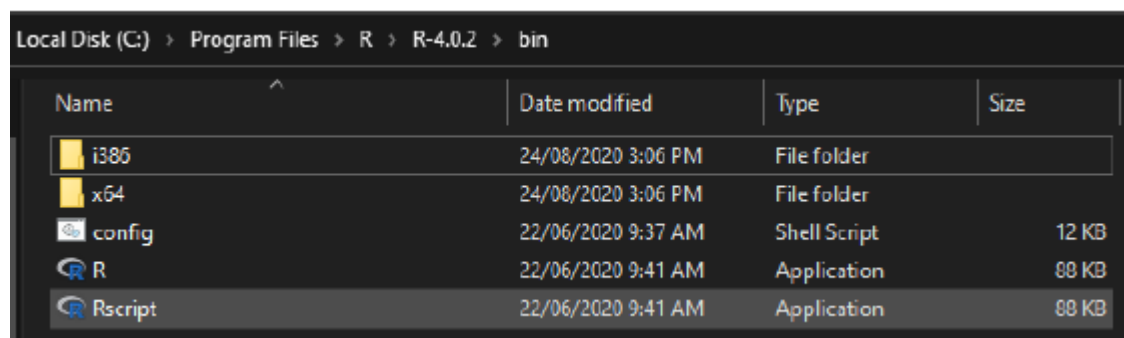 Local Disk (C:) > Program Files > R > R-4.0.2 > bin
Name Date modified Type Size
i386 24/08/2020 3:06 PM File folder
x64 24/08/2020 3:06 PM File folder
config 22/06/2020 9:37 AM Shell Script 12 KB
R 22/06/2020 9:41 AM Application 88 KB
Rscript 22/06/2020 9:41 AM Application 88 KB